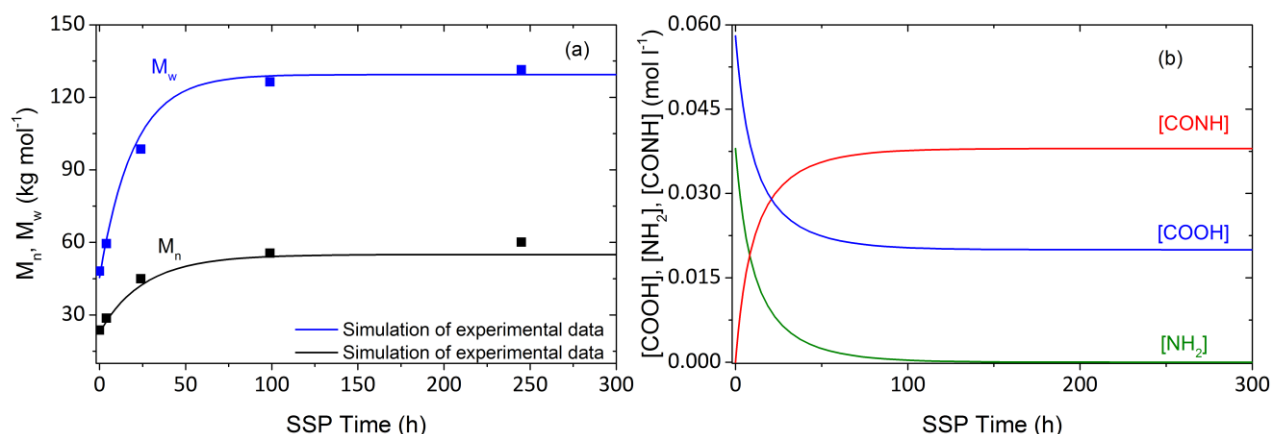 150
120
90
60
30
0
50
100
150
200
250
300
M_n, M_w (kg mol⁻¹)
SSP Time (h)
(a)
M_w
M_n
Simulation of experimental data
Simulation of experimental data
0.060
0.045
0.030
0.015
0.000
0
100
200
300
[COOH], [NH₂], [CONH] (mol l⁻¹)
SSP Time (h)
(b)
[CONH]
[COOH]
[NH₂]